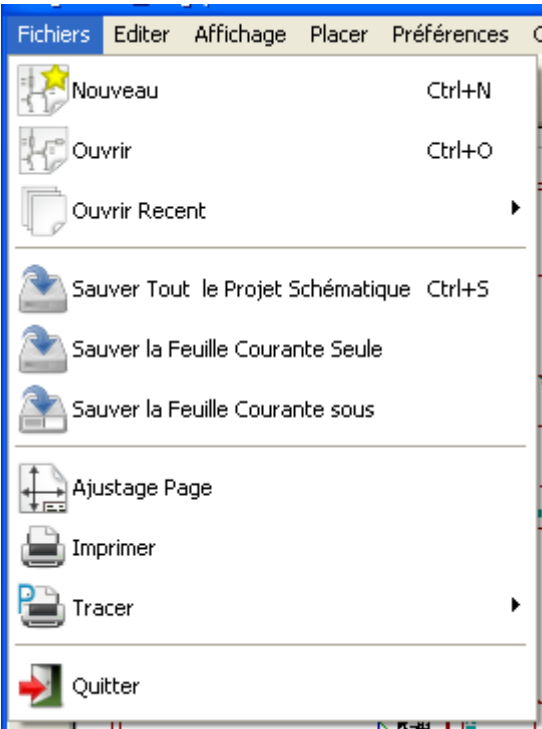 Fichiers Editer Affichage Placer Préférences
Nouveau Ctrl+N
Ouvrir Ctrl+O
Ouvrir Recent
Sauver Tout le Projet Schématique Ctrl+S
Sauver la Feuille Courante Seule
Sauver la Feuille Courante sous
Ajustage Page
Imprimer
Tracer
Quitter